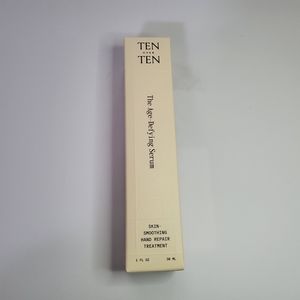 TEN
OVER
TEN
The Age-Defying Serum
SKIN-
SMOOTHING
HAND REPAIR
TREATMENT
1 FL OZ 30 ML